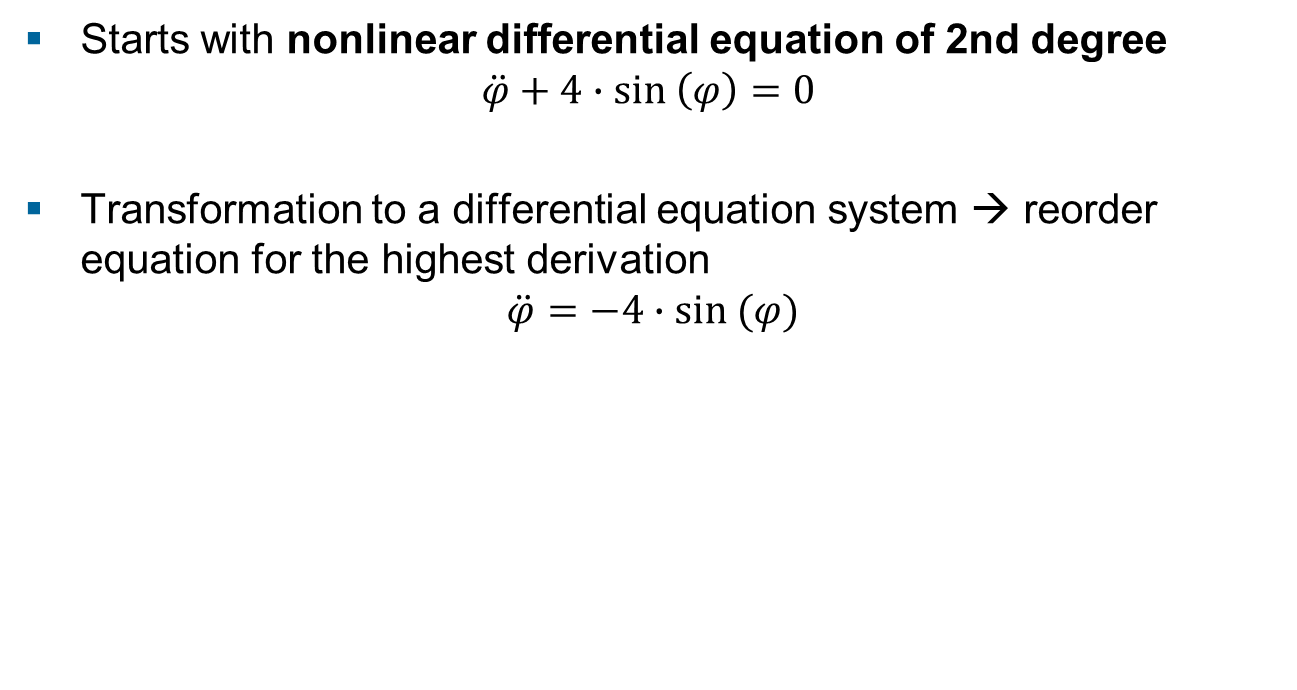 ▪ Starts with nonlinear differential equation of 2nd degree
φ̈ + 4 · sin (φ) = 0
▪ Transformation to a differential equation system → reorder
equation for the highest derivation
φ̈ = −4 · sin (φ)